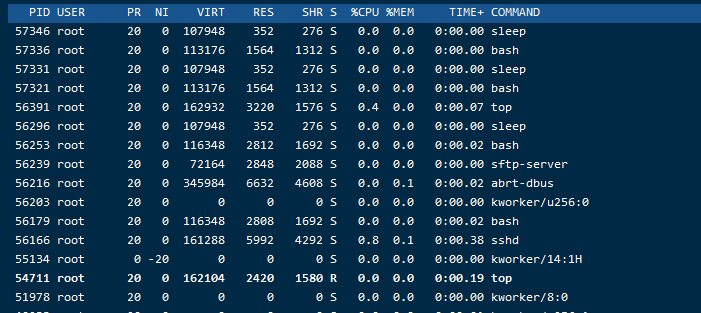 PID USER PR NI VIRT RES SHR S %CPU %MEM TIME+ COMMAND
57346 root 20 0 107948 352 276 S 0.0 0.0 0:00.00 sleep
57336 root 20 0 113176 1564 1312 S 0.0 0.0 0:00.00 bash
57331 root 20 0 107948 352 276 S 0.0 0.0 0:00.00 sleep
57321 root 20 0 113176 1564 1312 S 0.0 0.0 0:00.00 bash
56391 root 20 0 162932 3220 1576 S 0.4 0.0 0:00.07 top
56296 root 20 0 107948 352 276 S 0.0 0.0 0:00.00 sleep
56253 root 20 0 116348 2812 1692 S 0.0 0.0 0:00.02 bash
56239 root 20 0 72164 2848 2088 S 0.0 0.0 0:00.00 sftp-server
56216 root 20 0 345984 6632 4608 S 0.0 0.1 0:00.02 abrt-dbus
56203 root 20 0 0 0 0 S 0.0 0.0 0:00.00 kworker/u256:0
56179 root 20 0 116348 2808 1692 S 0.0 0.0 0:00.02 bash
56166 root 20 0 161288 5992 4292 S 0.8 0.1 0:00.38 sshd
55134 root 0 -20 0 0 0 S 0.0 0.0 0:00.00 kworker/14:1H
54711 root 20 0 162104 2420 1580 R 0.0 0.0 0:00.19 top
51978 root 20 0 0 0 0 S 0.0 0.0 0:00.00 kworker/8:0